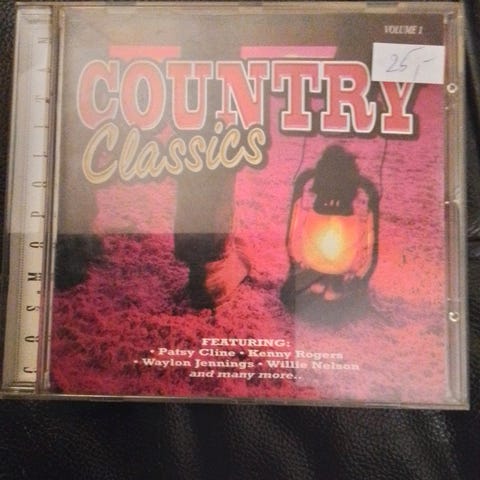 VOLUME 1
25,-
COUNTRY
Classics
COSMOPOLITAN
FEATURING:
• Patsy Cline • Kenny Rogers
• Waylon Jennings • Willie Nelson
and many more..